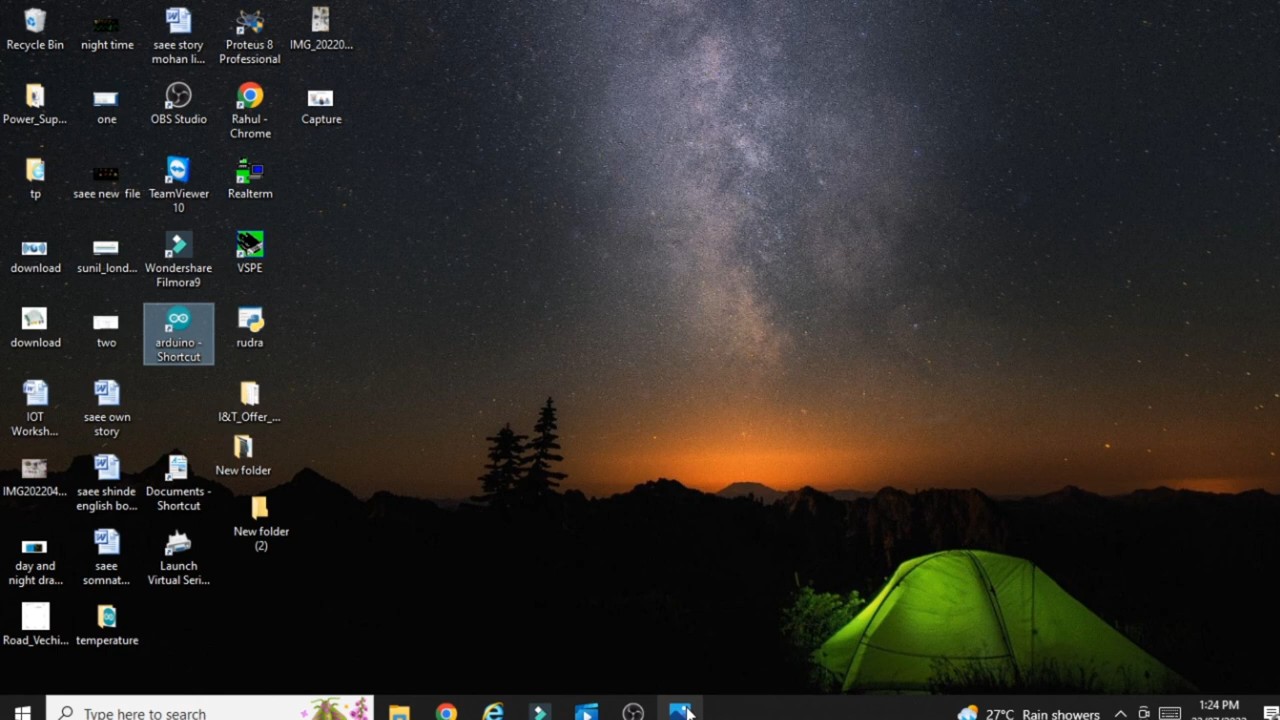 Recycle Bin
night time
saee story
mohan li...
Proteus 8
Professional
IMG_20220...
Power_Sup...
one
OBS Studio
Rahul -
Chrome
Capture
tp
saee new file
TeamViewer
10
Realterm
download
sunil_lond...
Wondershare
Filmora9
VSPE
download
two
arduino -
Shortcut
rudra
IOT
Worksh...
saee own
story
I&T_Offer_...
New folder
IMG202204...
saee shinde
english bo...
Documents -
Shortcut
New folder
(2)
day and
night dra...
saee
somnat...
Launch
Virtual Seri...
Road_Vechi...
temperature
Type here to search
27°C Rain showers
1:24 PM